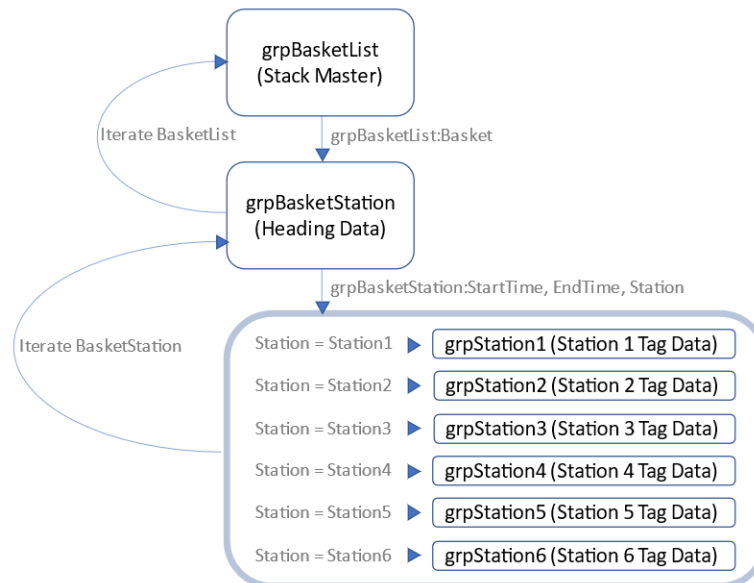 grpBasketList
(Stack Master)
Iterate BasketList
grpBasketList:Basket
grpBasketStation
(Heading Data)
grpBasketStation:StartTime, EndTime, Station
Iterate BasketStation
Station = Station1
grpStation1 (Station 1 Tag Data)
Station = Station2
grpStation2 (Station 2 Tag Data)
Station = Station3
grpStation3 (Station 3 Tag Data)
Station = Station4
grpStation4 (Station 4 Tag Data)
Station = Station5
grpStation5 (Station 5 Tag Data)
Station = Station6
grpStation6 (Station 6 Tag Data)